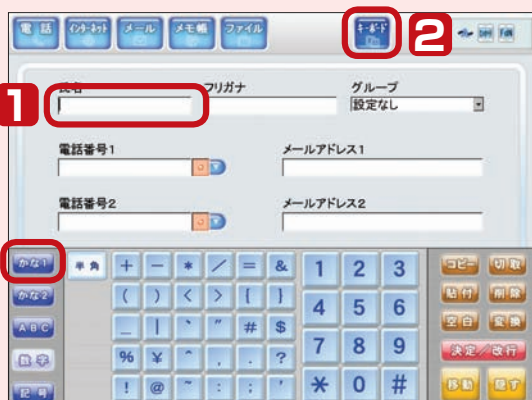 電話 インターネット メール メモ帳 ファイル キーボード 2
1 氏名 フリガナ グループ
設定なし
電話番号1 メールアドレス1
電話番号2 メールアドレス2
かな1 半角 + - * / = & 1 2 3 コピー 切取
かな2 ( ) < > { } 4 5 6 貼付 削除
ABC _ | ` " # $ 空白 変換
数字 % ¥ ^ , . ? 7 8 9 決定/改行
記号 ! @ ~ : ; ' * 0 # 移動 隠す